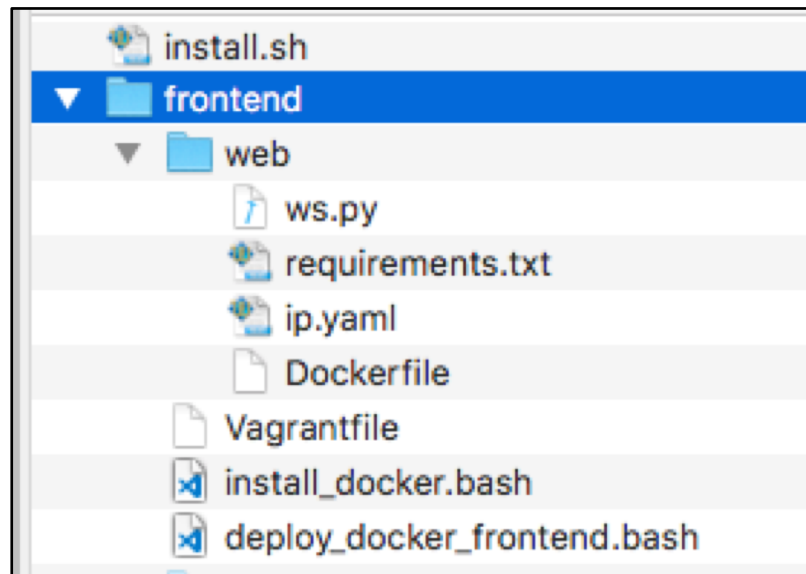 install.sh
frontend
web
ws.py
requirements.txt
ip.yaml
Dockerfile
Vagrantfile
install_docker.bash
deploy_docker_frontend.bash